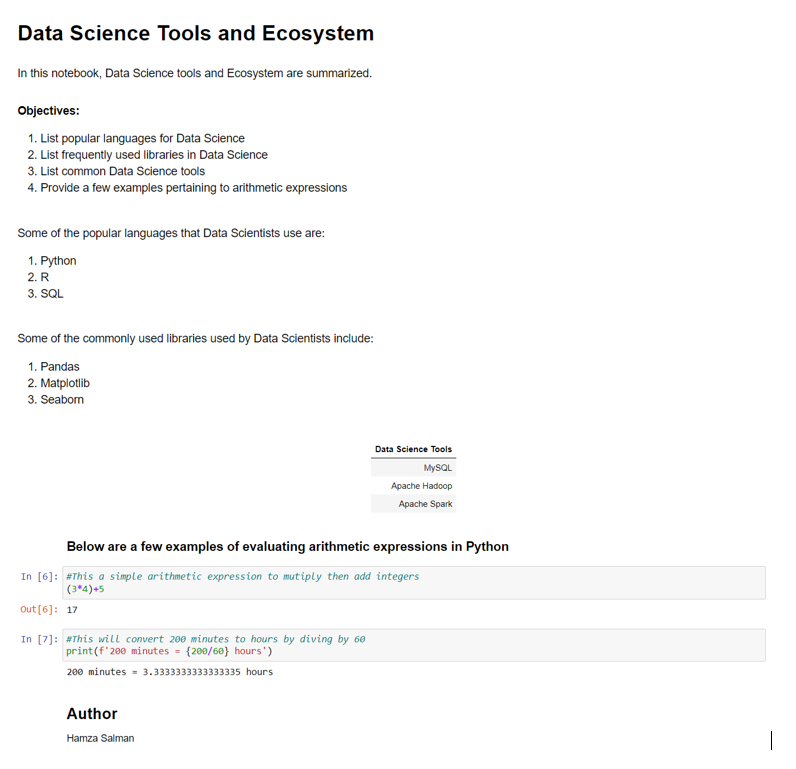 Data Science Tools and Ecosystem
In this notebook, Data Science tools and Ecosystem are summarized.
Objectives:
1. List popular languages for Data Science
2. List frequently used libraries in Data Science
3. List common Data Science tools
4. Provide a few examples pertaining to arithmetic expressions
Some of the popular languages that Data Scientists use are:
1. Python
2. R
3. SQL
Some of the commonly used libraries used by Data Scientists include:
1. Pandas
2. Matplotlib
3. Seaborn
Data Science Tools
MySQL
Apache Hadoop
Apache Spark
Below are a few examples of evaluating arithmetic expressions in Python
In [6]: #This a simple arithmetic expression to mutiply then add integers
(3*4)+5
Out[6]: 17
In [7]: #This will convert 200 minutes to hours by diving by 60
print(f'200 minutes = {200/60} hours')
200 minutes = 3.3333333333333335 hours
Author
Hamza Salman